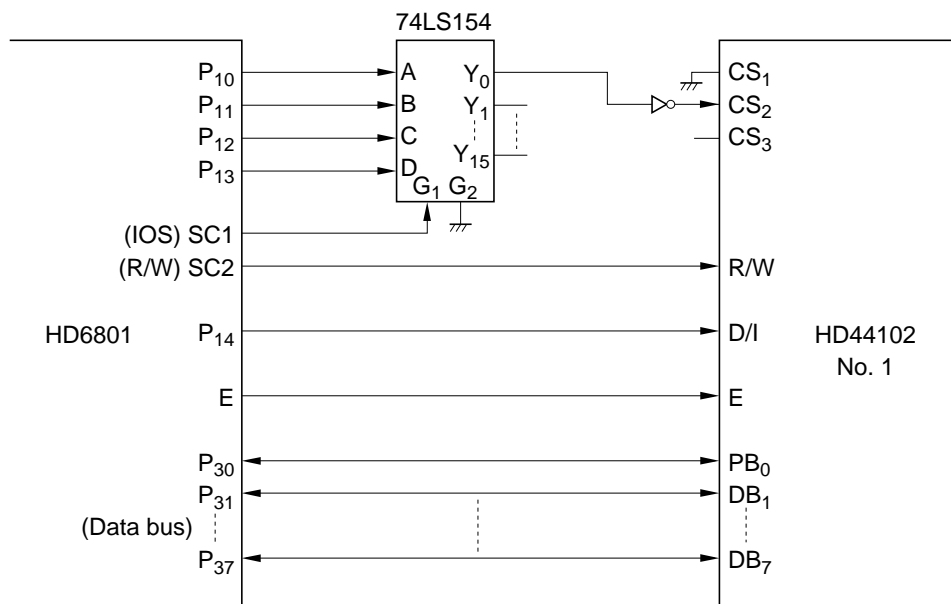 74LS154
P10 A Y0 CS1
P11 B Y1 CS2
P12 C CS3
P13 D Y15
G1 G2
(IOS) SC1
(R/W) SC2 R/W
HD6801 P14 D/I HD44102
No. 1
E E
P30 PB0
P31 DB1
(Data bus)
P37 DB7